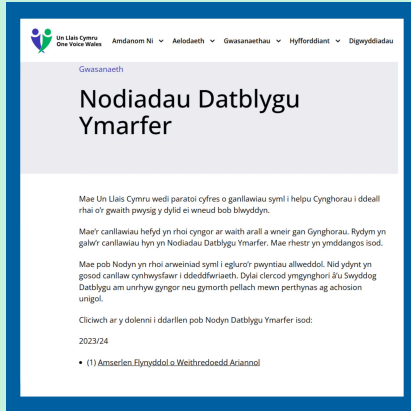 Un Llais Cymru
One Voice Wales
Amdanom Ni Aelodaeth Gwasanaethau Hyfforddiant Digwyddiadau
Gwasanaeth
Nodiadau Datblygu
Ymarfer
Mae Un Llais Cymru wedi paratoi cyfres o ganllawiau syml i helpu Cynghorau i ddeall
rhai o'r gwaith pwysig y dylid ei wneud bob blwyddyn.
Mae'r canllawiau hefyd yn rhoi cyngor ar waith arall a wneir gan Gynghorau. Rydym yn
galw'r canllawiau hyn yn Nodiadau Datblygu Ymarfer. Mae rhestr yn ymddangos isod.
Mae pob Nodyn yn rhoi arweiniad syml i egluro'r pwyntiau allweddol. Nid ydynt yn
gosod canllaw cynhwysfawr i ddeddfwriaeth. Dylai clercod ymgynghori â'u Swyddog
Datblygu am unrhyw gyngor neu gymorth pellach mewn perthynas ag achosion
unigol.
Cliciwch ar y dolenni i ddarllen pob Nodyn Datblygu Ymarfer isod:
2023/24
• (1) Amserlen Flynyddol o Weithredoedd Ariannol